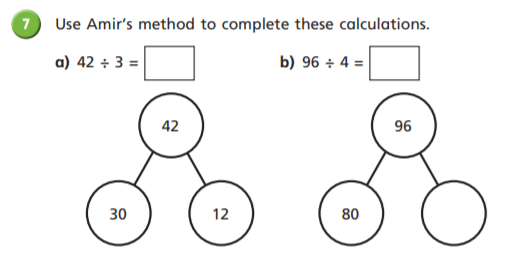 7 Use Amir's method to complete these calculations.
a) 42 ÷ 3 =
b) 96 ÷ 4 =
42
96
30
12
80